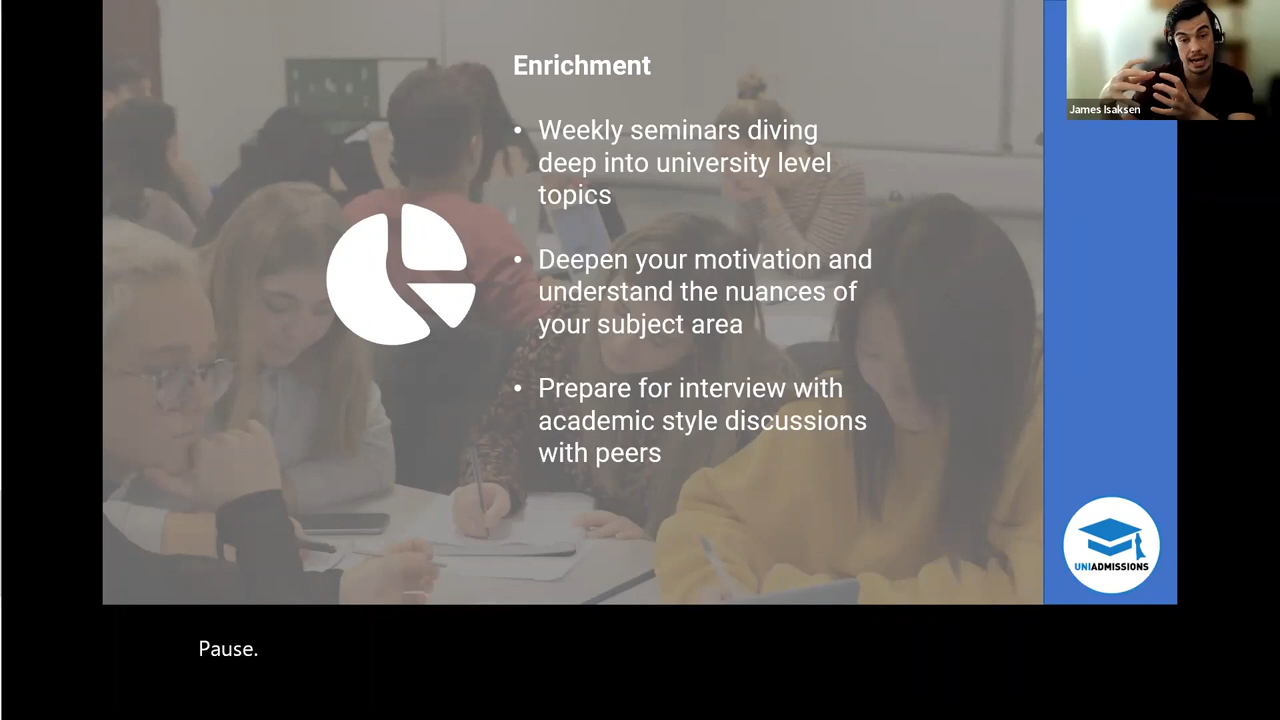 Enrichment
James Isaksen
• Weekly seminars diving
deep into university level
topics
• Deepen your motivation and
understand the nuances of
your subject area
• Prepare for interview with
academic style discussions
with peers
UNIADMISSIONS
Pause.